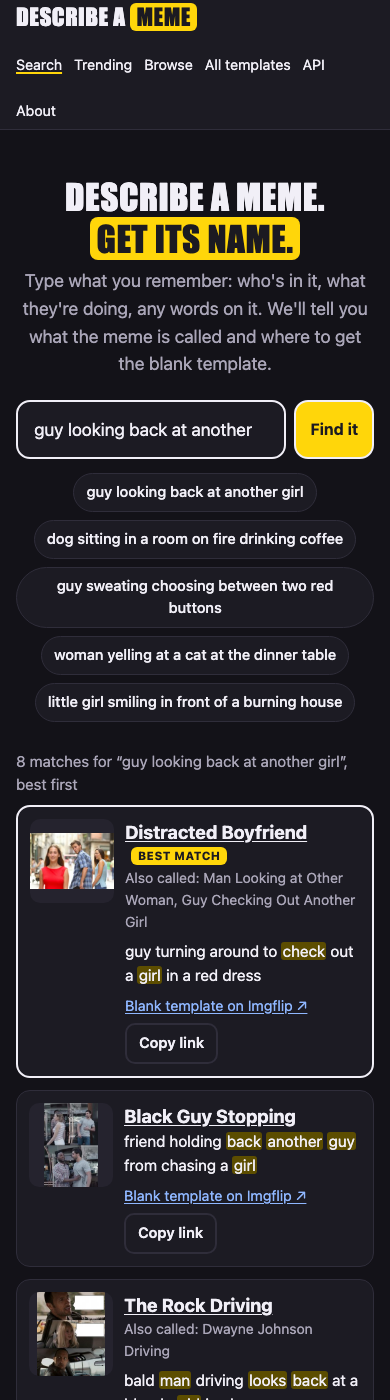 DESCRIBE A MEME
Search Trending Browse All templates API
About
DESCRIBE A MEME.
GET ITS NAME.
Type what you remember: who's in it, what
they're doing, any words on it. We'll tell you
what the meme is called and where to get
the blank template.
guy looking back at another
Find it
guy looking back at another girl
dog sitting in a room on fire drinking coffee
guy sweating choosing between two red
buttons
woman yelling at a cat at the dinner table
little girl smiling in front of a burning house
8 matches for “guy looking back at another girl”,
best first
Distracted Boyfriend
BEST MATCH
Also called: Man Looking at Other
Woman, Guy Checking Out Another
Girl
guy turning around to check out
a girl in a red dress
Blank template on Imgflip ↗
Copy link
Black Guy Stopping
friend holding back another guy
from chasing a girl
Blank template on Imgflip ↗
Copy link
The Rock Driving
Also called: Dwayne Johnson
Driving
bald man driving looks back at a